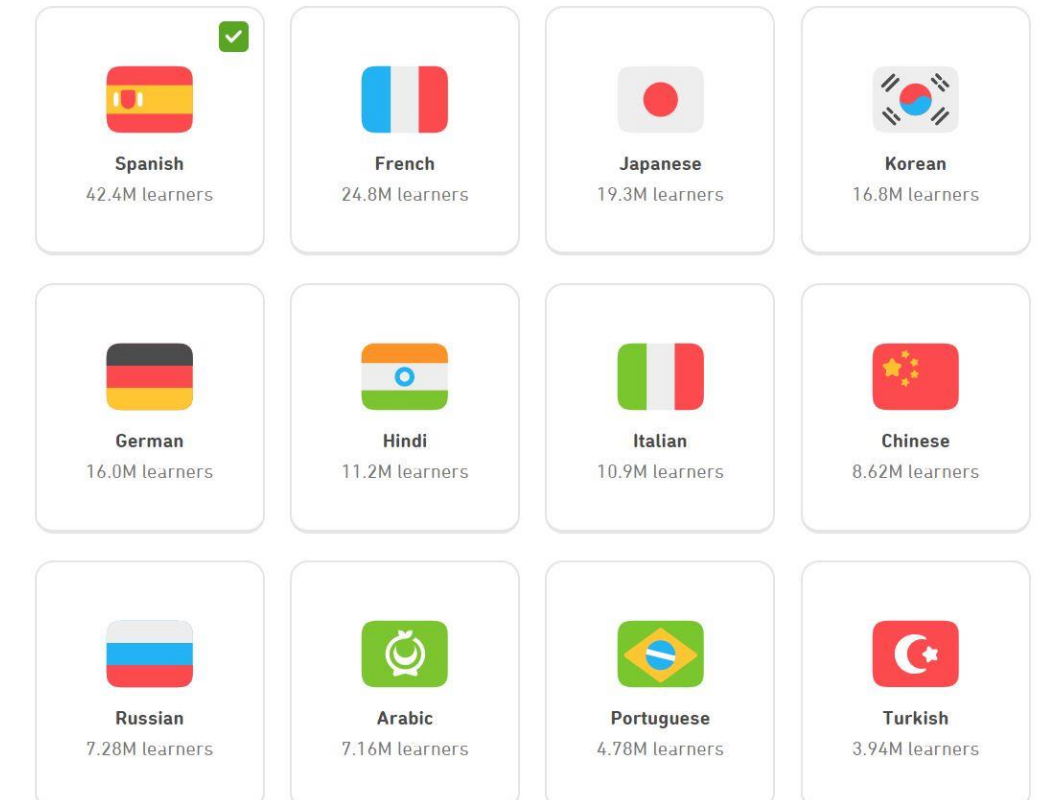 Spanish
42.4M learners
French
24.8M learners
Japanese
19.3M learners
Korean
16.8M learners
German
16.0M learners
Hindi
11.2M learners
Italian
10.9M learners
Chinese
8.62M learners
Russian
7.28M learners
Arabic
7.16M learners
Portuguese
4.78M learners
Turkish
3.94M learners